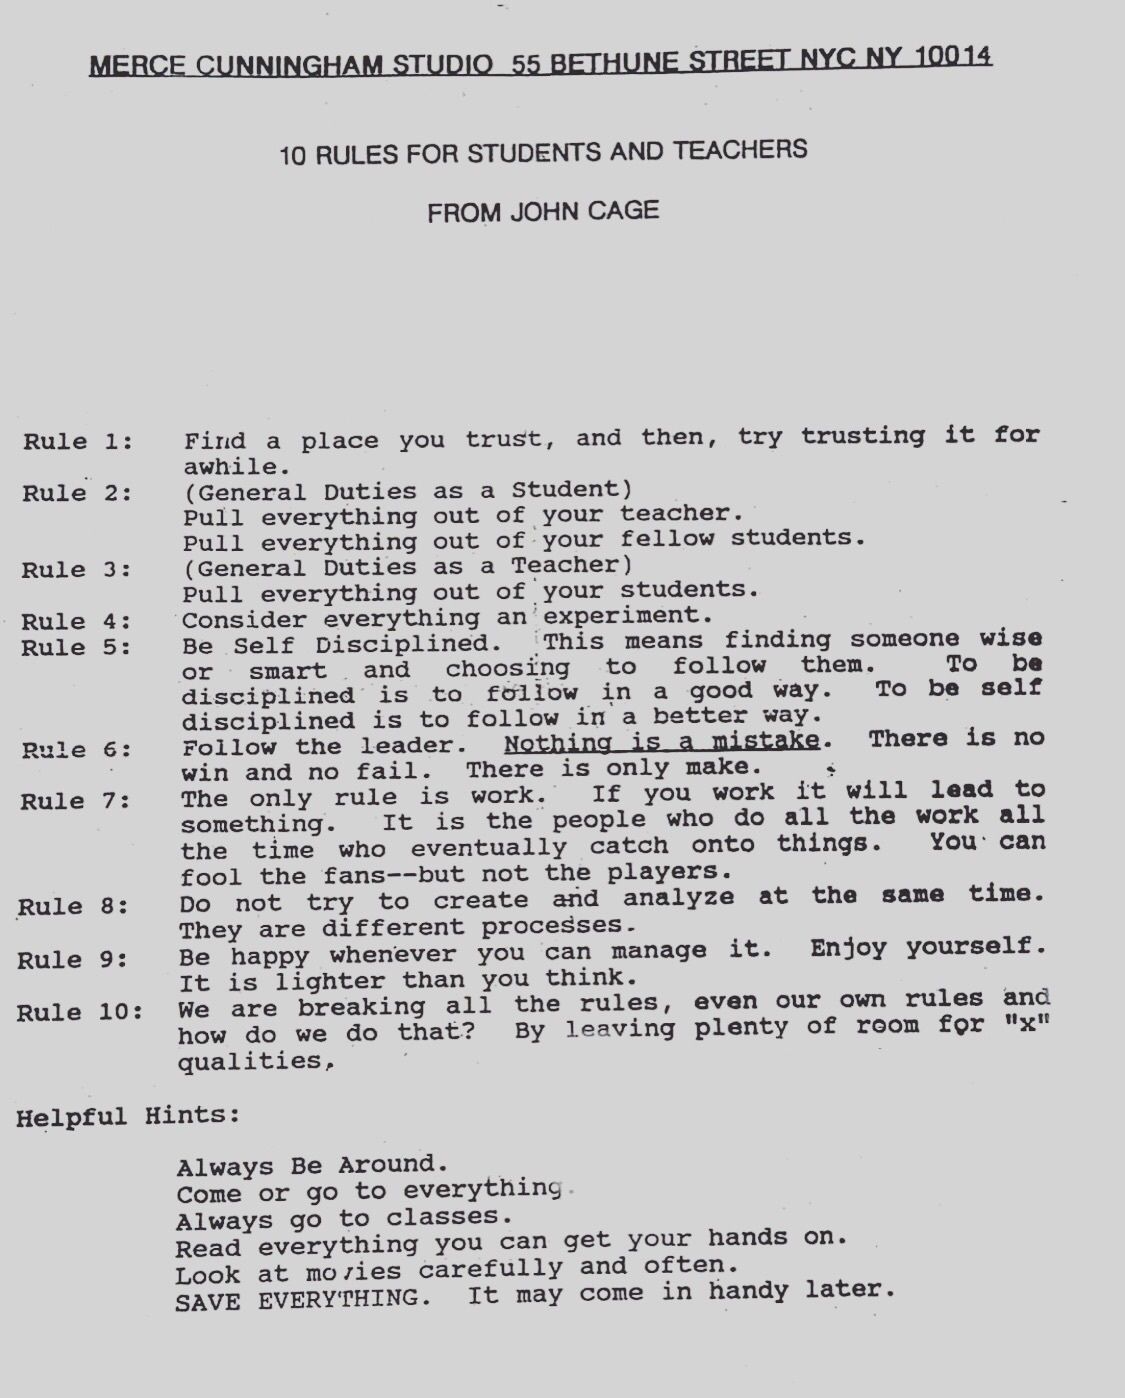 MERCE CUNNINGHAM STUDIO 55 BETHUNE STREET NYC NY 10014
10 RULES FOR STUDENTS AND TEACHERS
FROM JOHN CAGE
Rule 1: Find a place you trust, and then, try trusting it for
awhile.
Rule 2: (General Duties as a Student)
Pull everything out of your teacher.
Pull everything out of your fellow students.
Rule 3: (General Duties as a Teacher)
Pull everything out of your students.
Rule 4: Consider everything an experiment.
Rule 5: Be Self Disciplined. This means finding someone wise
or smart and choosing to follow them. To be
disciplined is to follow in a good way. To be self
disciplined is to follow in a better way.
Rule 6: Follow the leader. Nothing is a mistake. There is no
win and no fail. There is only make.
Rule 7: The only rule is work. If you work it will lead to
something. It is the people who do all the work all
the time who eventually catch onto things. You can
fool the fans--but not the players.
Rule 8: Do not try to create and analyze at the same time.
They are different processes.
Rule 9: Be happy whenever you can manage it. Enjoy yourself.
It is lighter than you think.
Rule 10: We are breaking all the rules, even our own rules and
how do we do that? By leaving plenty of room for "x"
qualities.
Helpful Hints:
Always Be Around.
Come or go to everything.
Always go to classes.
Read everything you can get your hands on.
Look at movies carefully and often.
SAVE EVERYTHING. It may come in handy later.